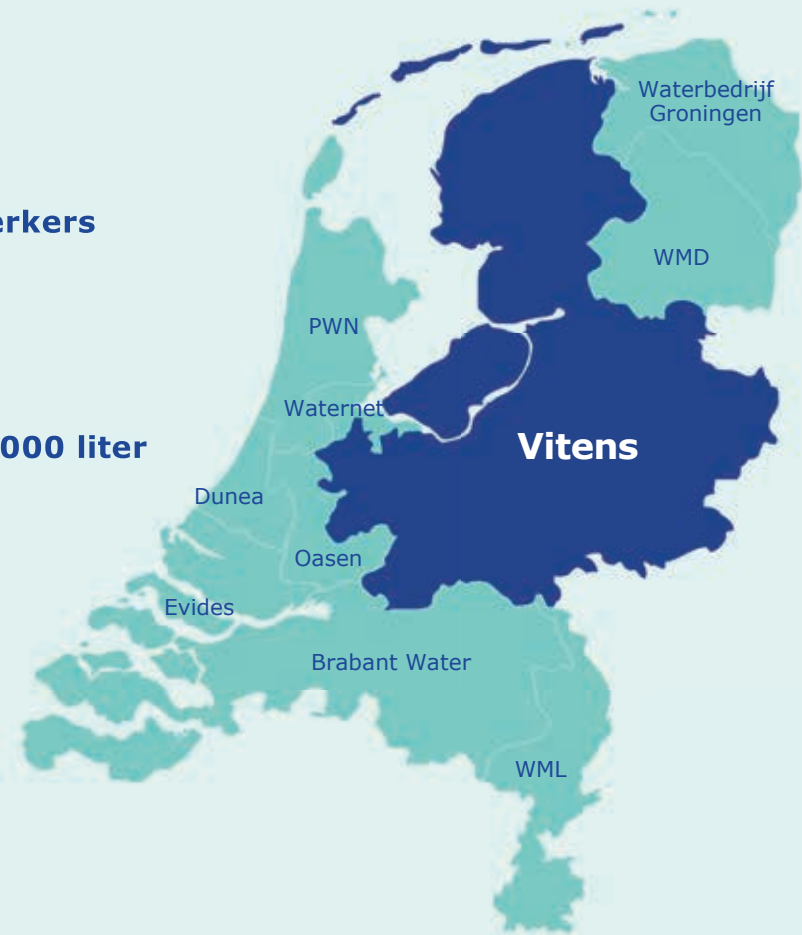 Waterbedrijf
Groningen
erkers
WMD
PWN
Waternet
000 liter
Vitens
Dunea
Oasen
Evides
Brabant Water
WML